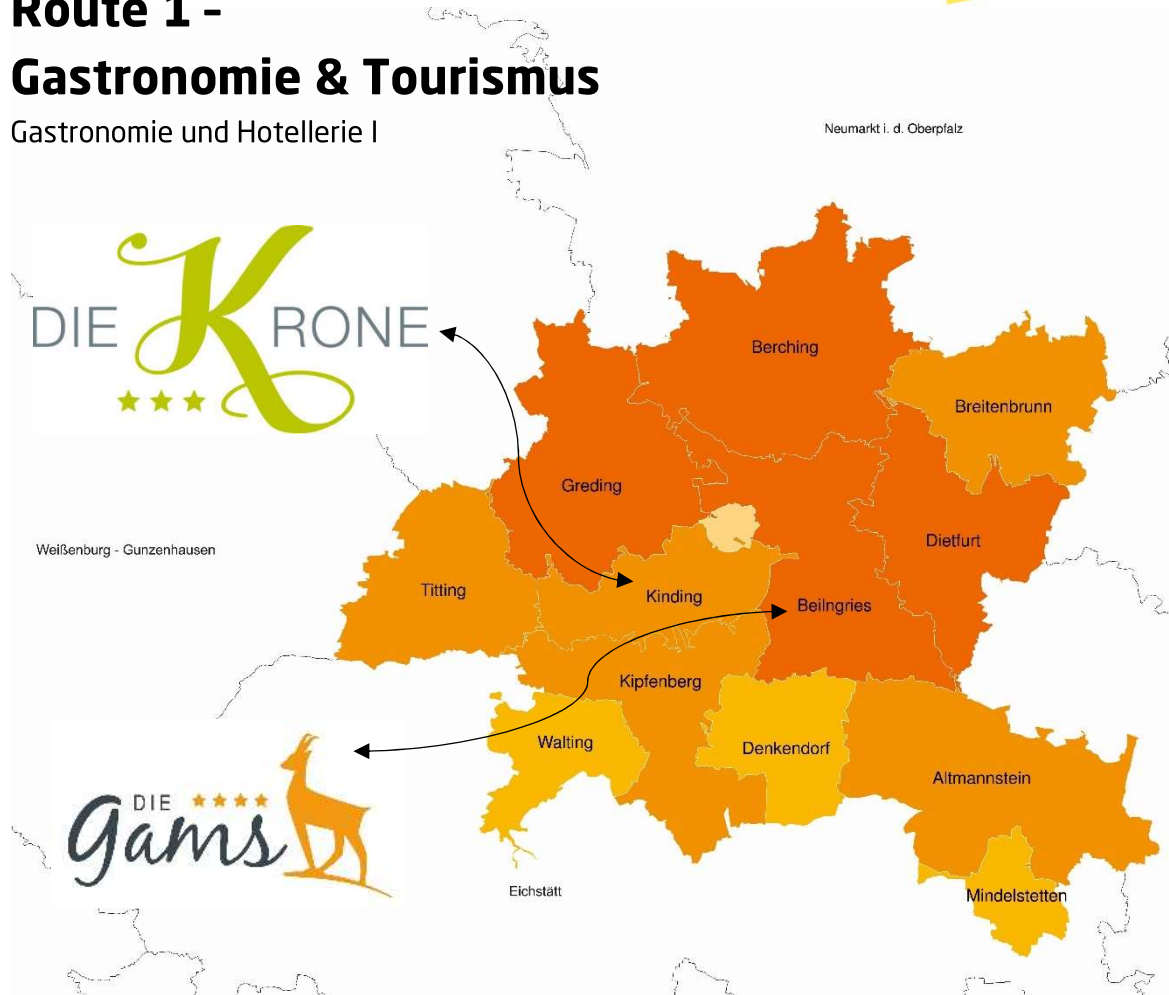 Route 1 –
Gastronomie & Tourismus
Gastronomie und Hotellerie I
Neumarkt i. d. Oberpfalz
DIE KRONE
Berching
Breitenbrunn
Greding
Dietfurt
Weißenburg - Gunzenhausen
Titting
Kinding
Beilngries
Kipfenberg
Walting
Denkendorf
Altmannstein
DIE
gams
Eichstätt
Mindelstetten